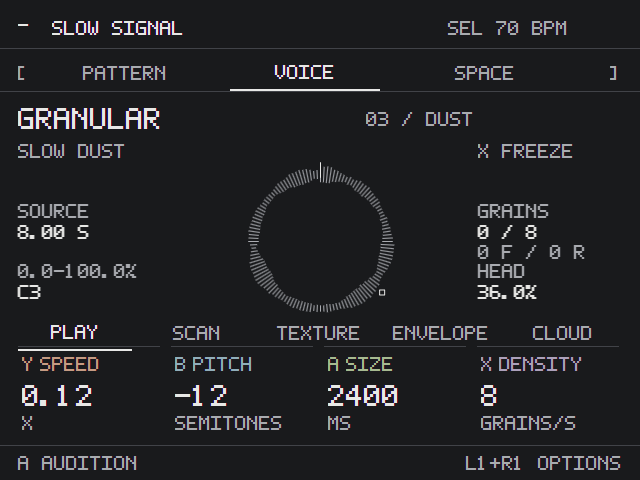 – SLOW SIGNAL SEL 70 BPM
[ PATTERN VOICE SPACE ]
GRANULAR 03 / DUST
SLOW DUST X FREEZE
SOURCE GRAINS
8.00 S 0 / 8
0 F / 0 R
0.0–100.0% HEAD
C3 36.0%
PLAY SCAN TEXTURE ENVELOPE CLOUD
Y SPEED B PITCH A SIZE X DENSITY
0.12 –12 2400 8
X SEMITONES MS GRAINS/S
A AUDITION L1+R1 OPTIONS